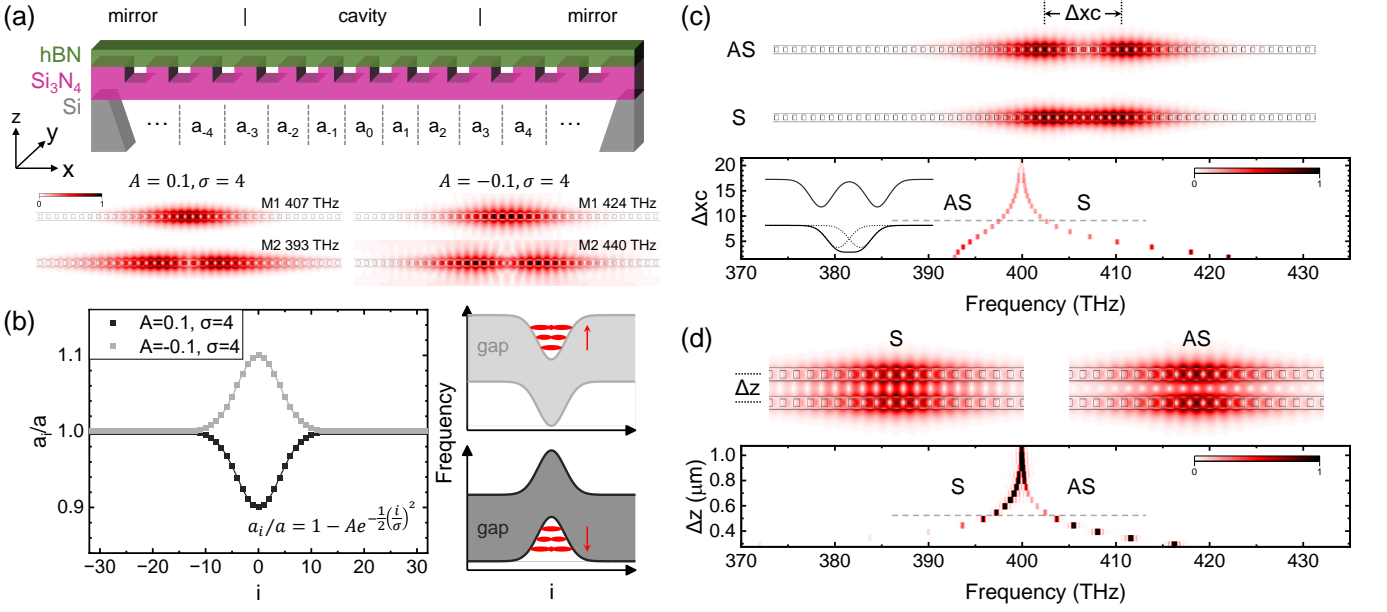 (a)
mirror | cavity | mirror
hBN
Si₃N₄
Si
z
y
x
... a₋₄ a₋₃ a₋₂ a₋₁ a₀ a₁ a₂ a₃ a₄ ...
A = 0.1, σ = 4
A = −0.1, σ = 4
0 1
M1 407 THz
M1 424 THz
M2 393 THz
M2 440 THz
(b)
A=0.1, σ=4
A=-0.1, σ=4
1.1
1.0
0.9
aᵢ/a
aᵢ/a = 1 − Ae^{−\frac{1}{2}(\frac{i}{σ})^2}
−30 −20 −10 0 10 20 30
i
gap
Frequency
gap
i
(c)
Δxc
AS
S
20
15
10
5
Δxc
AS
S
0 1
370 380 390 400 410 420 430
Frequency (THz)
(d)
S
AS
Δz
1.0
0.8
0.6
0.4
Δz (μm)
S
AS
0 1
370 380 390 400 410 420 430
Frequency (THz)